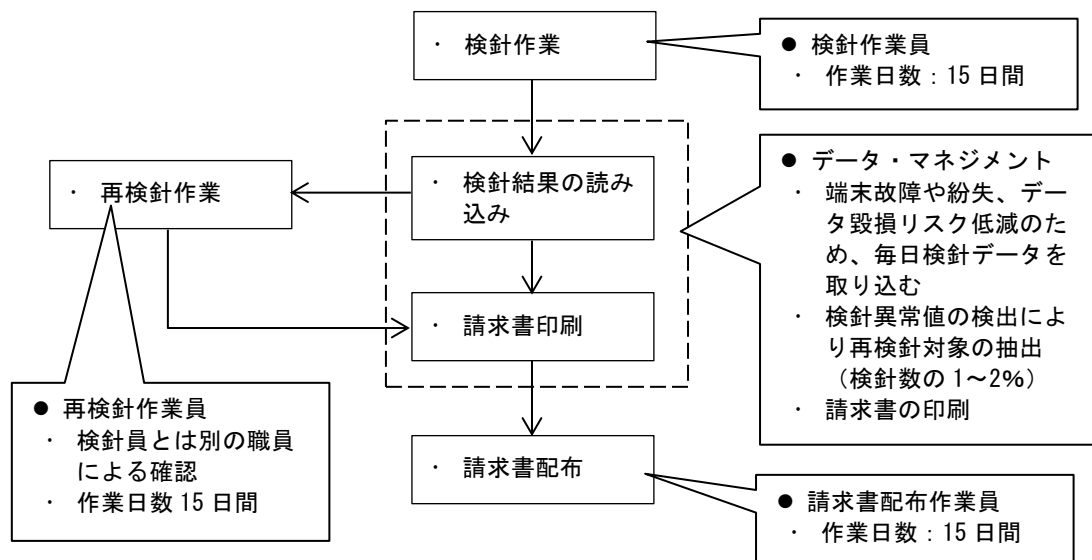 · 検針作業
● 検針作業員
· 作業日数：15 日間
· 再検針作業
· 検針結果の読み
込み
● データ・マネジメント
· 端末故障や紛失、デー
タ毀損リスク低減のた
め、毎日検針データを
取り込む
· 検針異常値の検出によ
り再検針対象の抽出
（検針数の 1～2%）
· 請求書の印刷
· 請求書印刷
● 再検針作業員
· 検針員とは別の職員
による確認
· 作業日数 15 日間
· 請求書配布
● 請求書配布作業員
· 作業日数：15 日間